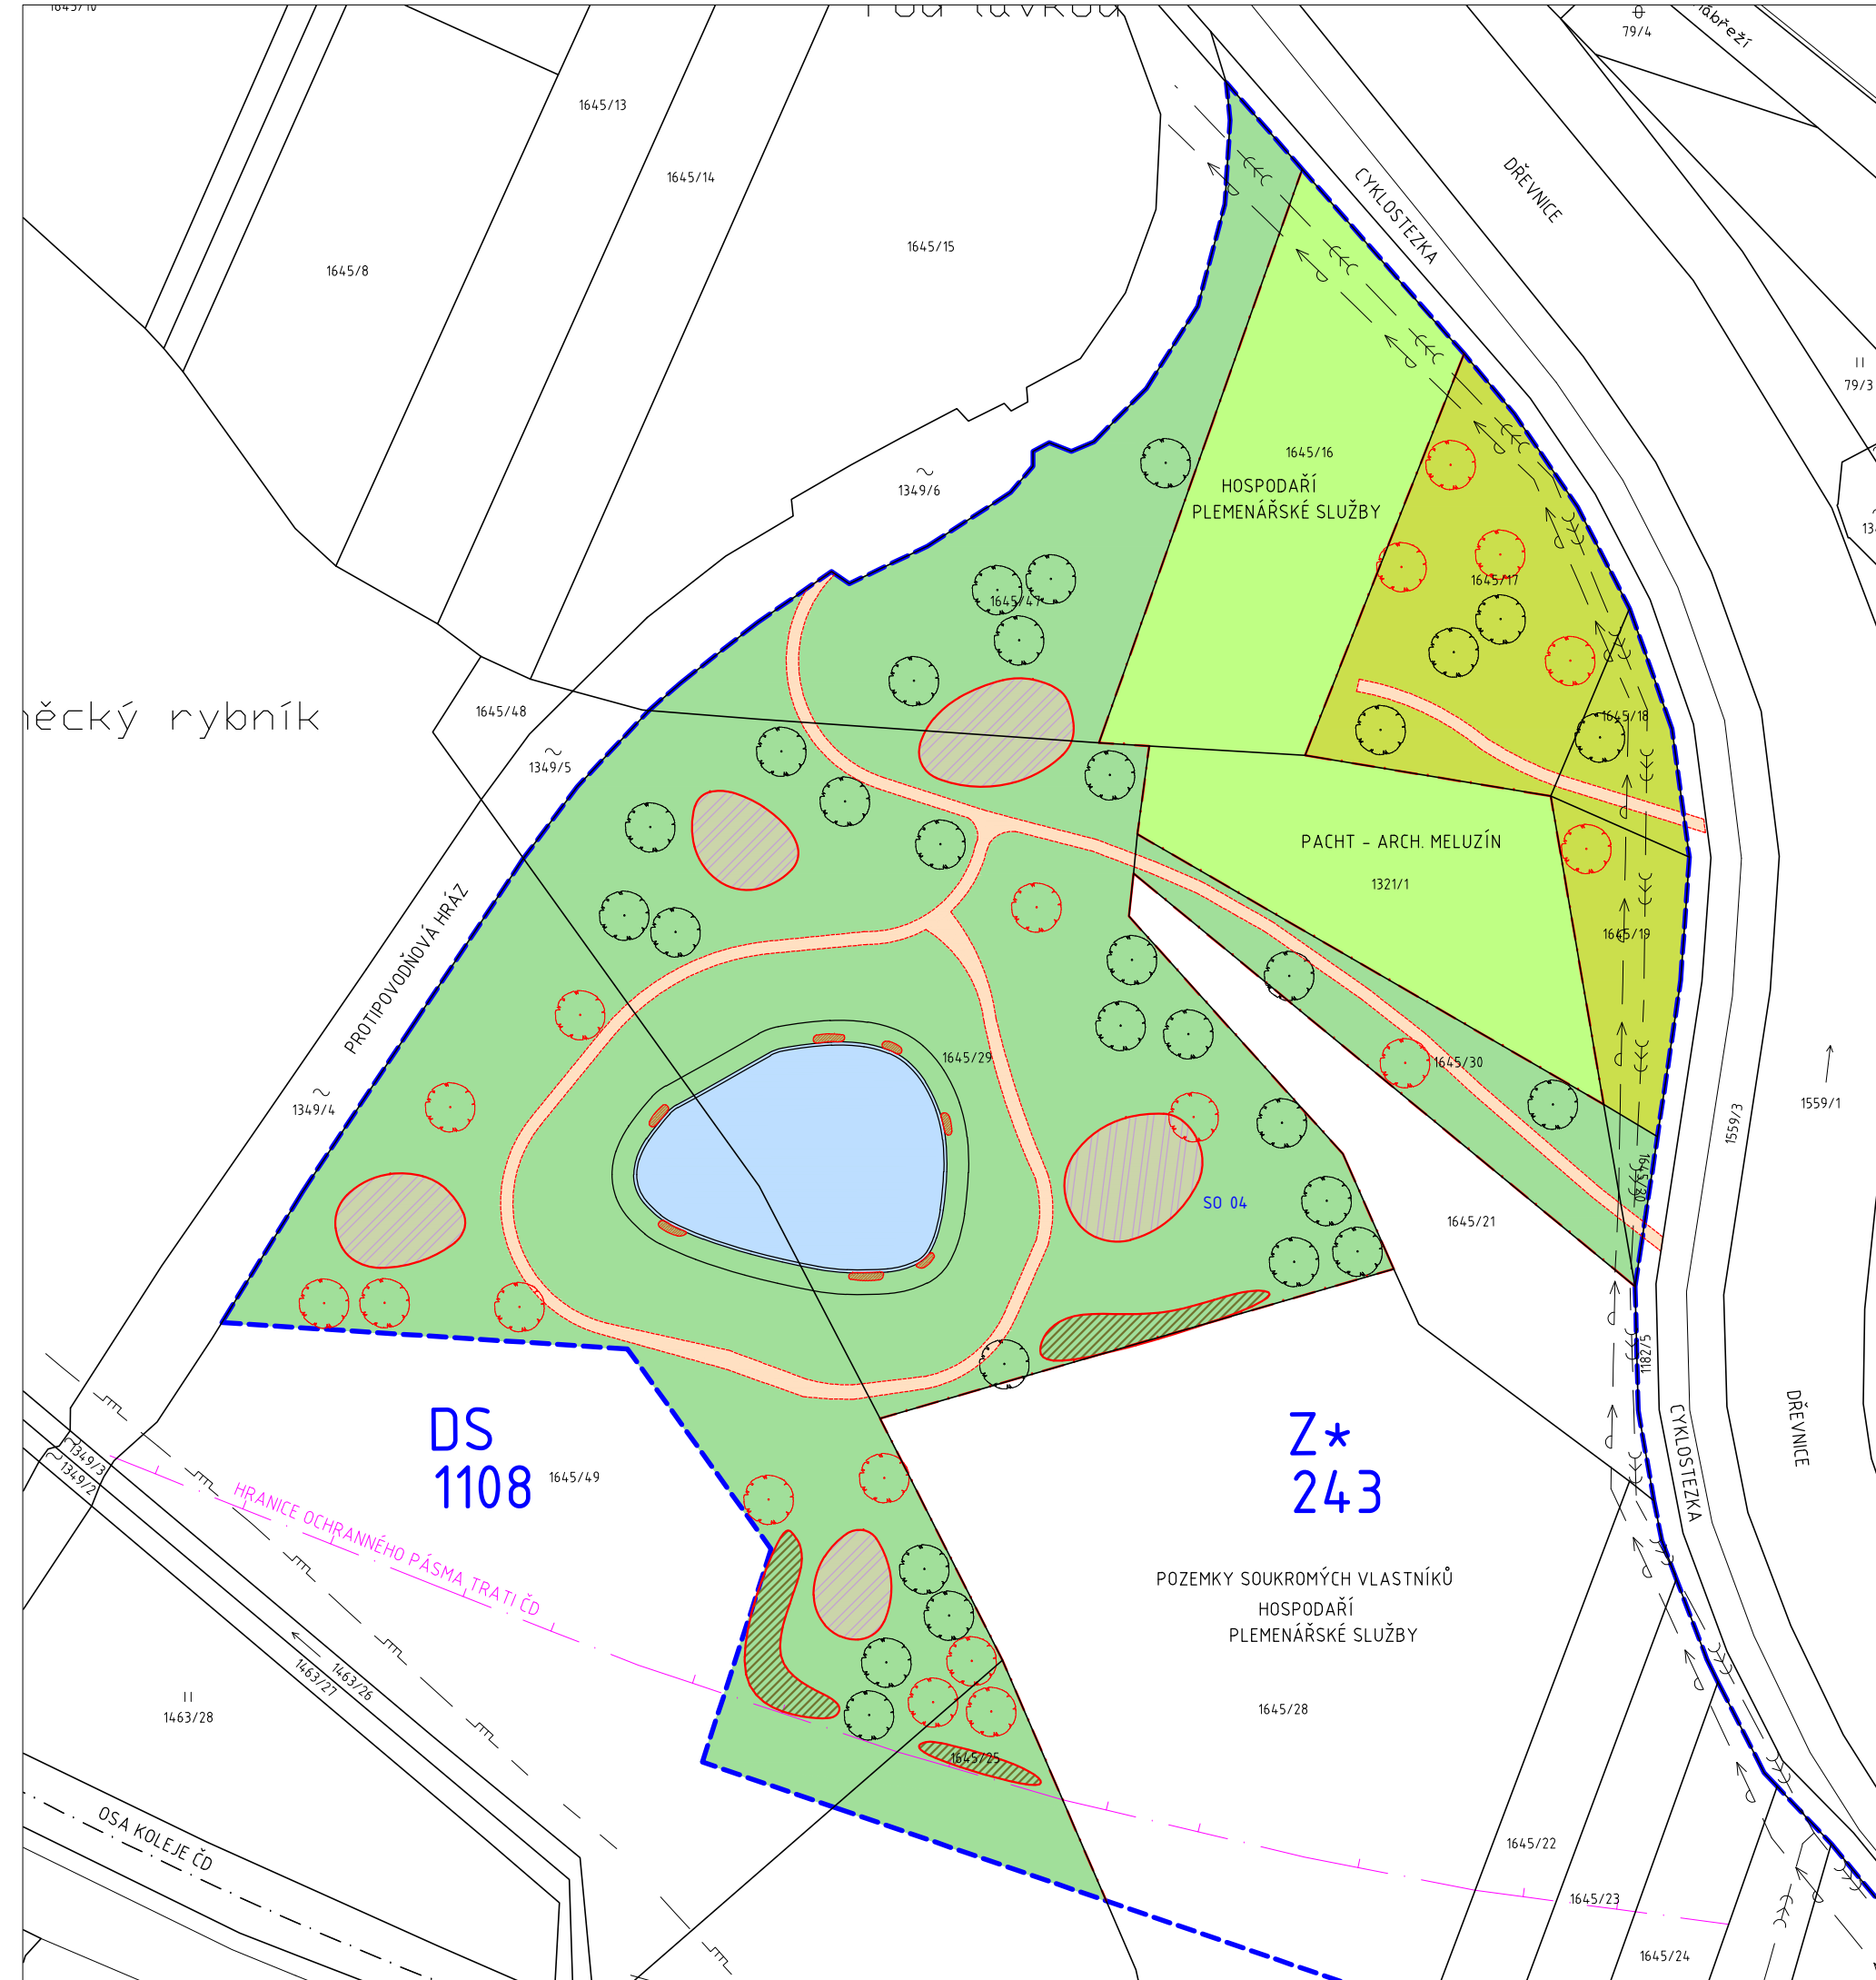 79/4
1645/13
1645/14
1645/15
1645/8
CYKLOSTEZKA
DŘEVNICE
79/3
1645/16
HOSPODAŘÍ
PLEMENÁŘSKÉ SLUŽBY
1349/6
1645/17
1645/47
1645/48
něcký rybník
1645/18
1349/5
PACHT - ARCH. MELUZÍN
1321/1
1645/19
PROTIPOVODŇOVÁ HRÁZ
1645/29
1645/30
1349/4
1559/3
1559/1
1645/20
SO 04
1645/21
1182/5
CYKLOSTEZKA
DŘEVNICE
DS
1108
1645/49
Z*
243
1349/3
1349/2
HRANICE OCHRANNÉHO PÁSMA TRATI ČD
POZEMKY SOUKROMÝCH VLASTNÍKŮ
HOSPODAŘÍ
PLEMENÁŘSKÉ SLUŽBY
1463/26
1463/27
1463/28
1645/28
1645/25
OSA KOLEJE ČD
1645/22
1645/23
1645/24